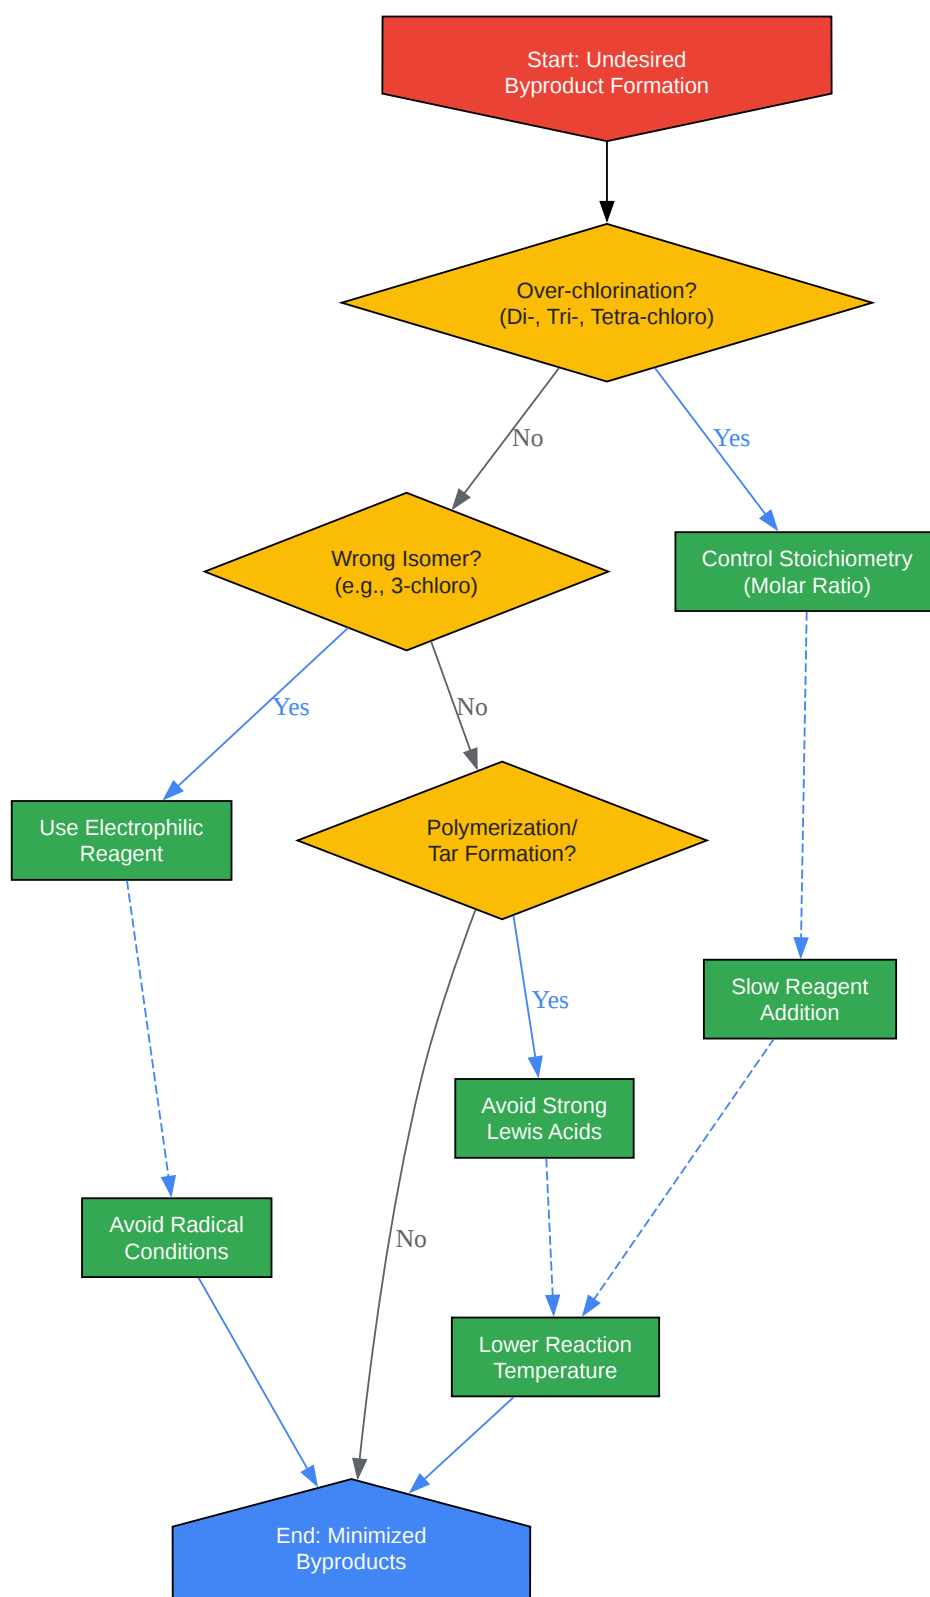 Start: Undesired
Byproduct Formation
Over-chlorination?
(Di-, Tri-, Tetra-chloro)
No
Yes
Wrong Isomer?
(e.g., 3-chloro)
Control Stoichiometry
(Molar Ratio)
Yes
No
Use Electrophilic
Reagent
Polymerization/
Tar Formation?
Yes
Slow Reagent
Addition
Avoid Strong
Lewis Acids
Avoid Radical
Conditions
No
Lower Reaction
Temperature
End: Minimized
Byproducts